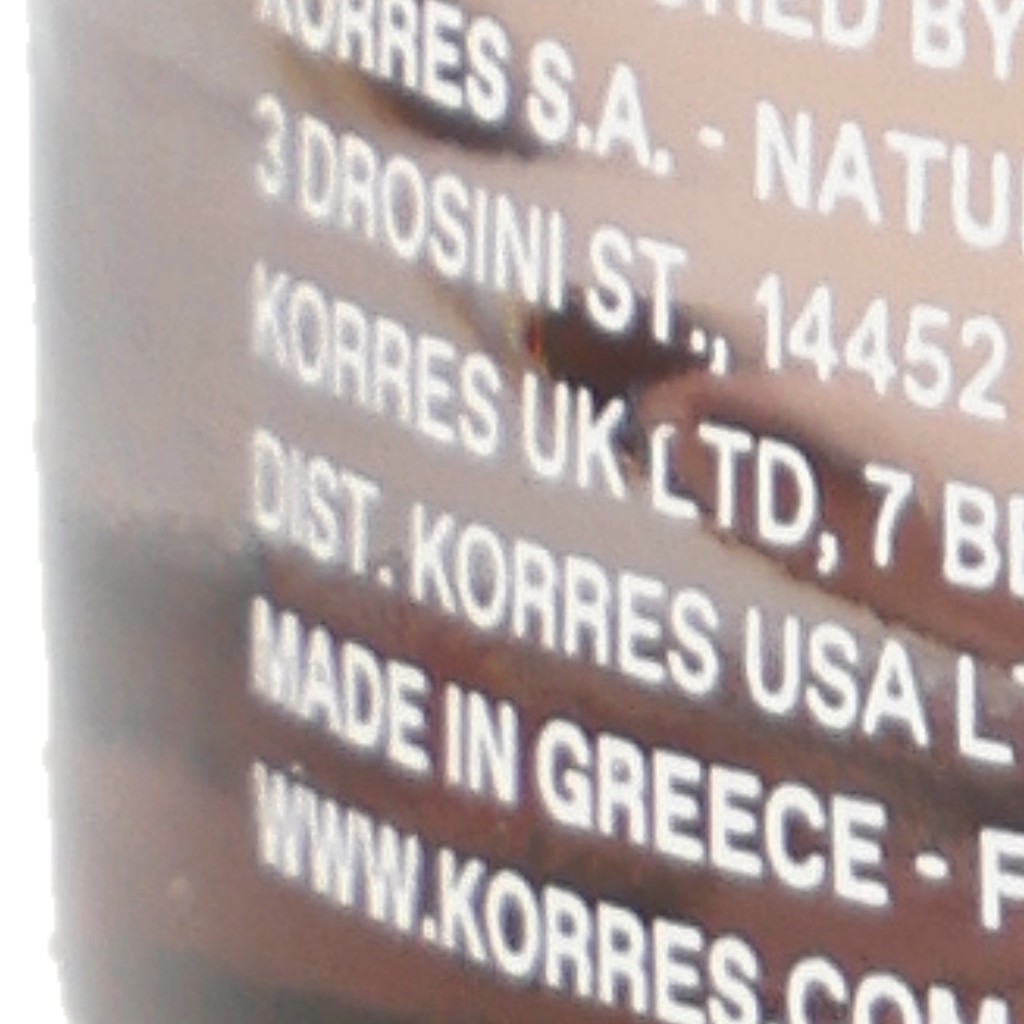 BY
KORRES S.A. - NATU
3 DROSINI ST., 14452
KORRES UK LTD, 7 B
DIST. KORRES USA L
MADE IN GREECE - F
WWW.KORRES.COM